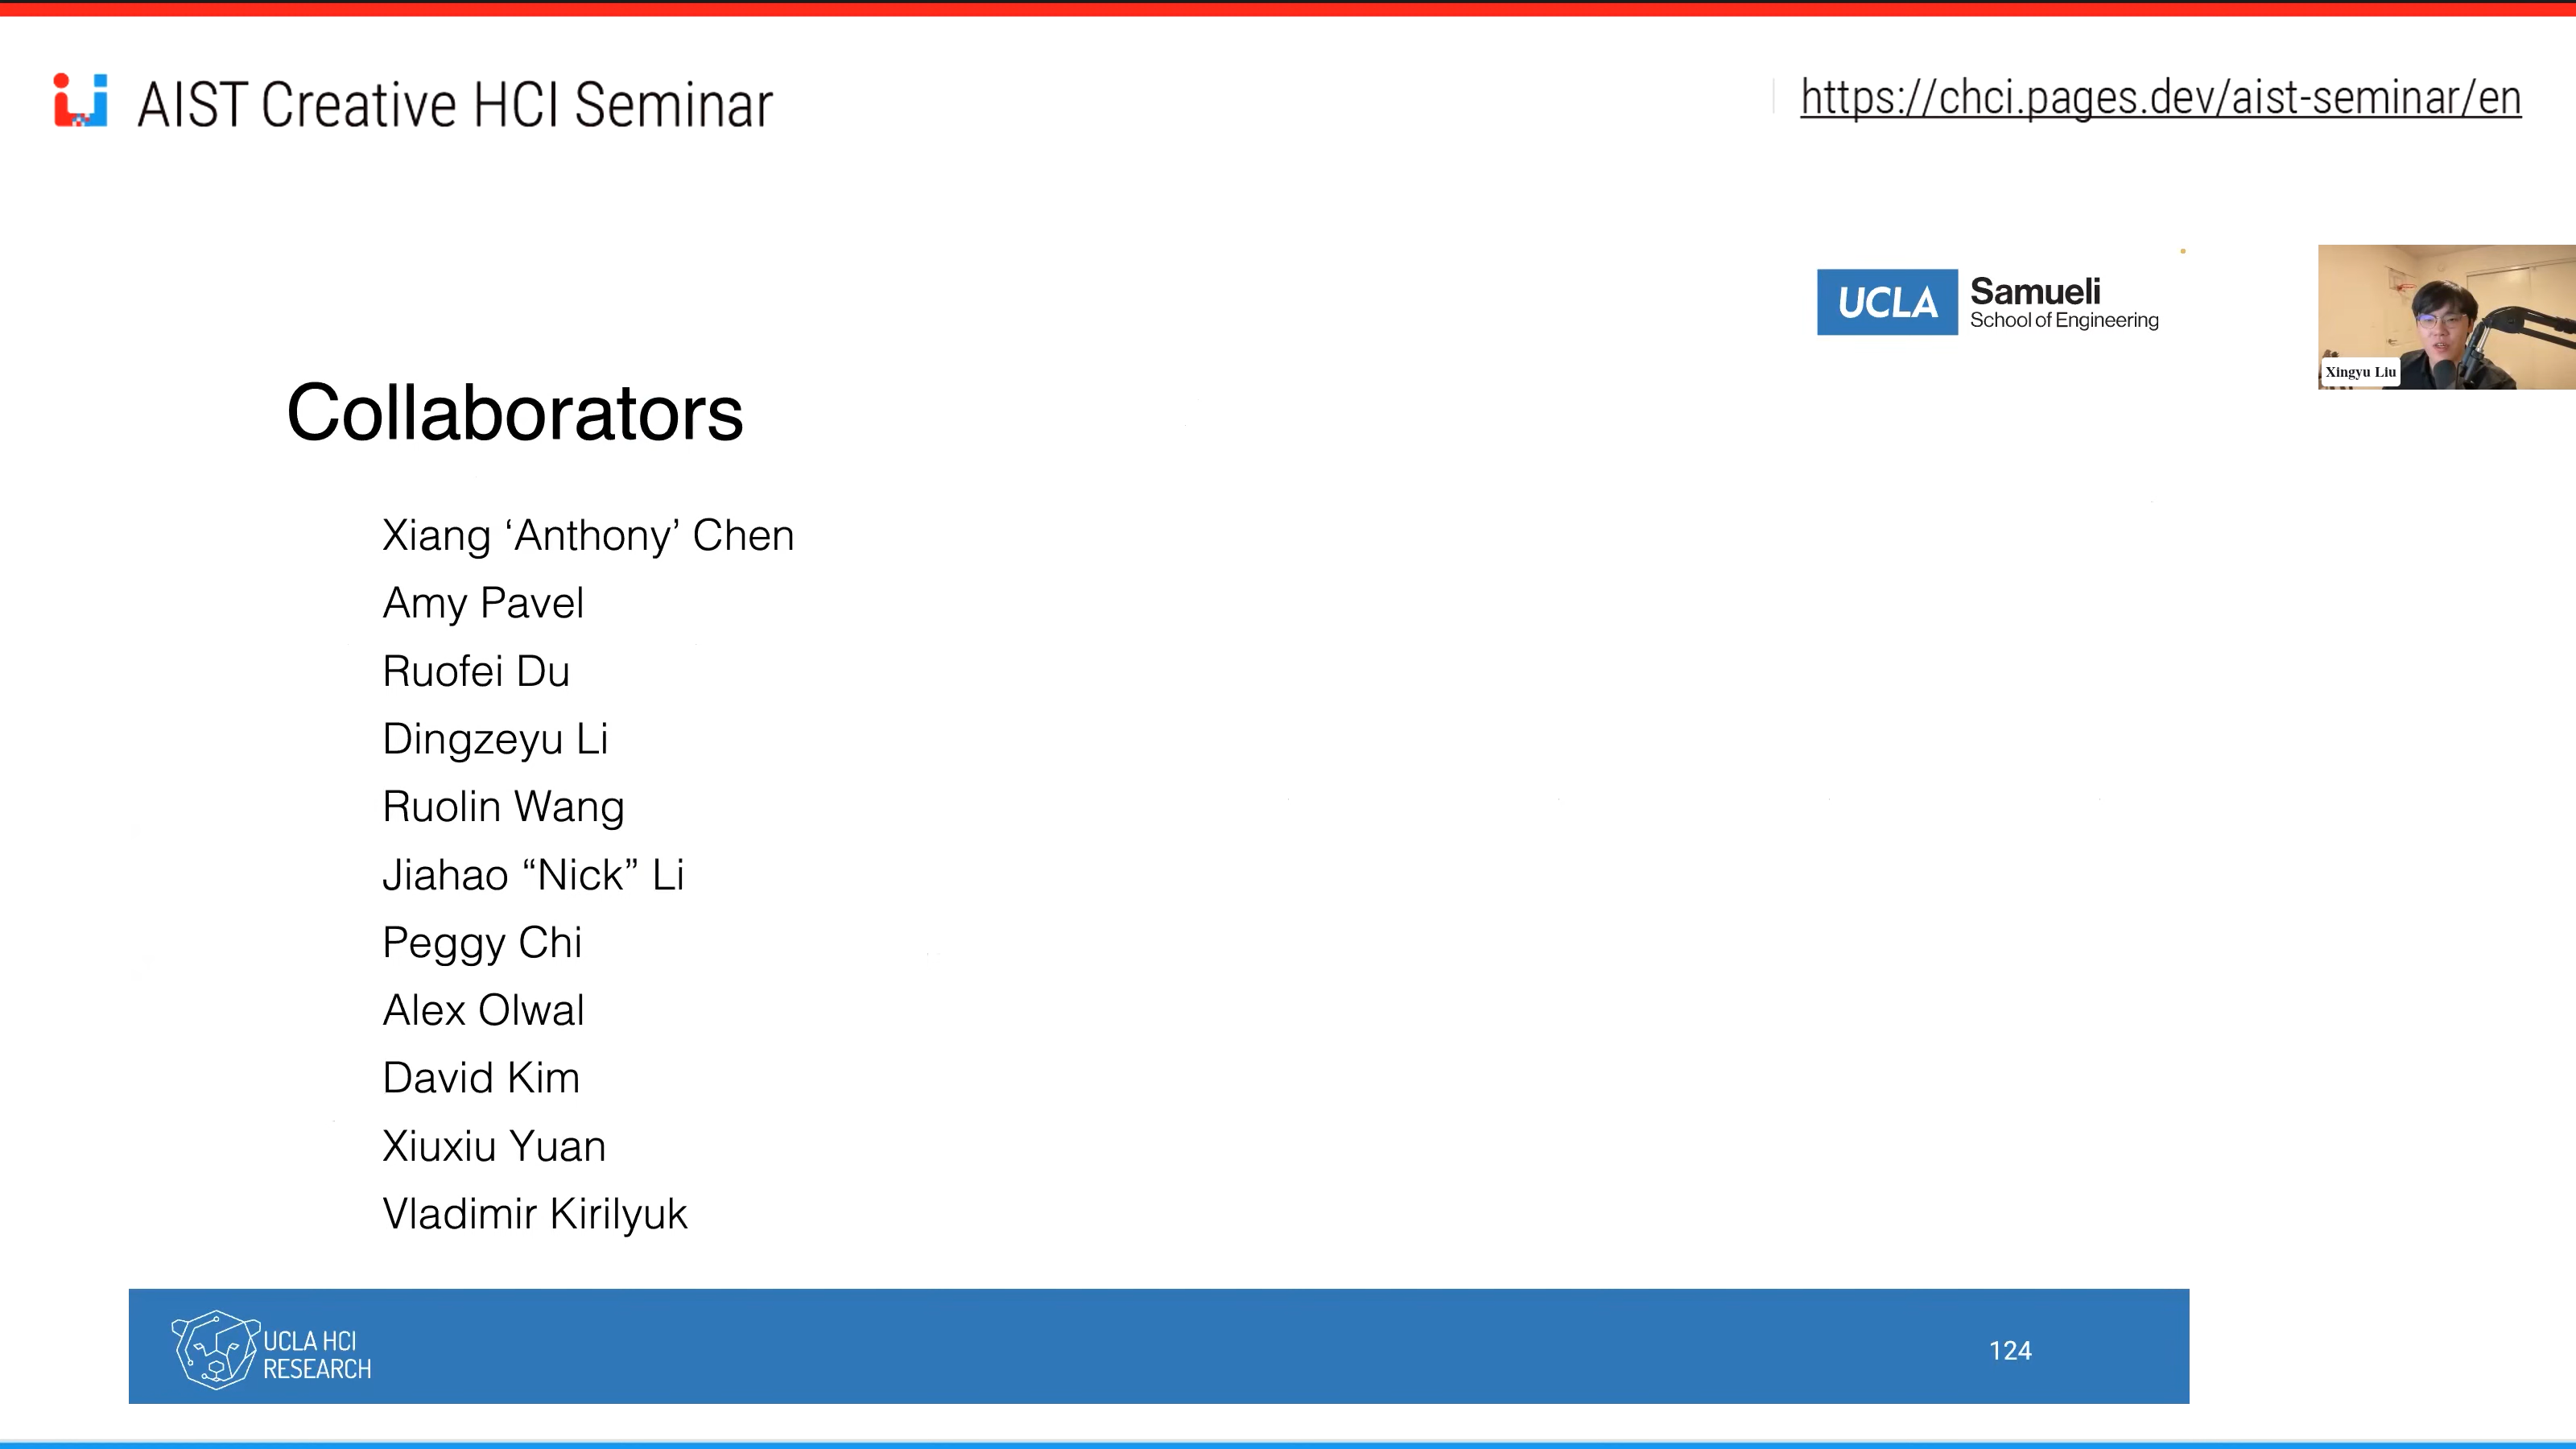 AIST Creative HCI Seminar
https://chci.pages.dev/aist-seminar/en
UCLA Samueli
School of Engineering
Xingyu Liu
Collaborators
Xiang ‘Anthony’ Chen
Amy Pavel
Ruofei Du
Dingzeyu Li
Ruolin Wang
Jiahao “Nick” Li
Peggy Chi
Alex Olwal
David Kim
Xiuxiu Yuan
Vladimir Kirilyuk
UCLA HCI
RESEARCH
124